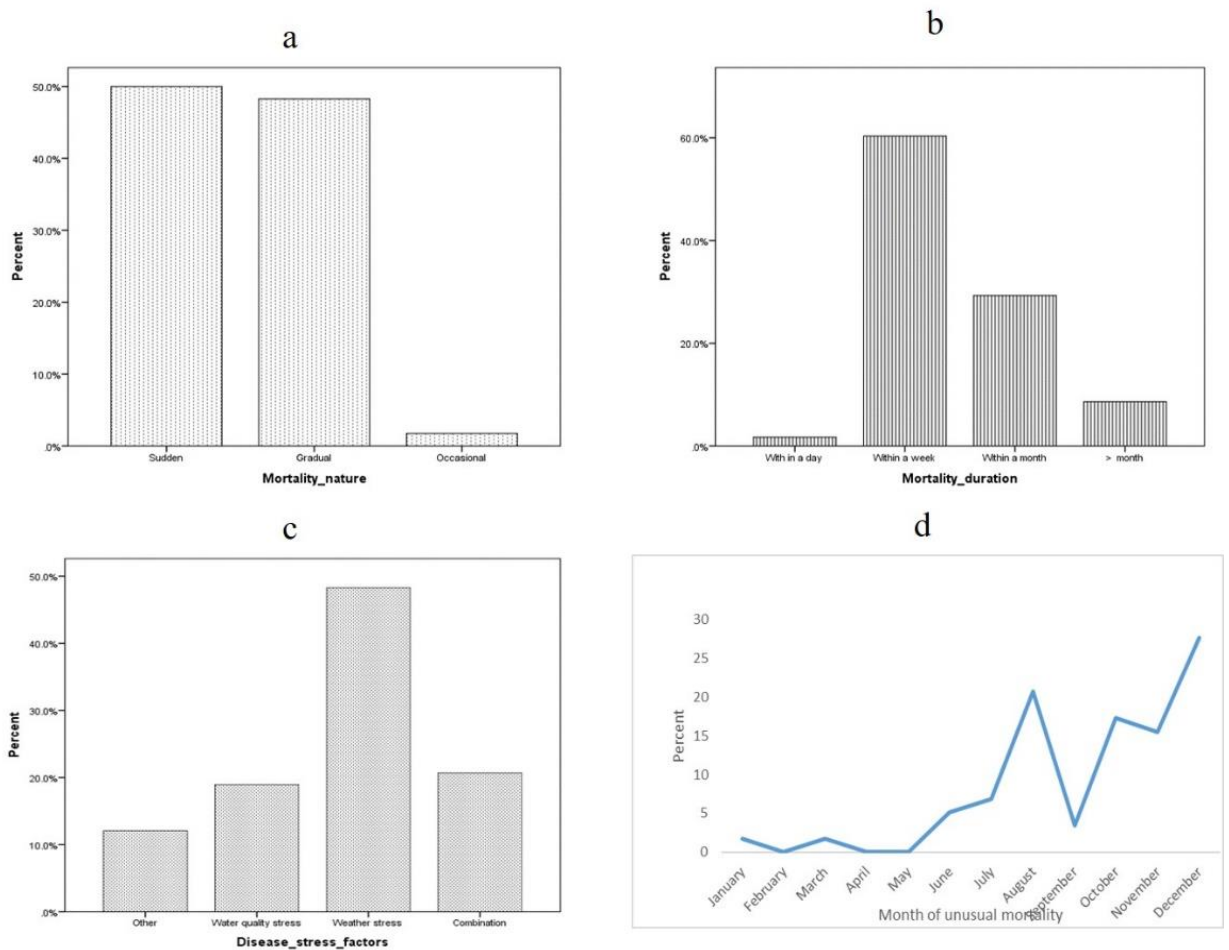 a
50.0%
40.0%
30.0%
20.0%
10.0%
.0%
Percent
Sudden Gradual Occasional
Mortality_nature
b
60.0%
40.0%
20.0%
.0%
Percent
With in a day Within a week Within a month > month
Mortality_duration
c
50.0%
40.0%
30.0%
20.0%
10.0%
.0%
Percent
Other Water quality stress Weather stress Combination
Disease_stress_factors
d
30
25
20
15
10
5
0
Percent
January February March April May June July August September October November December
Month of unusual mortality